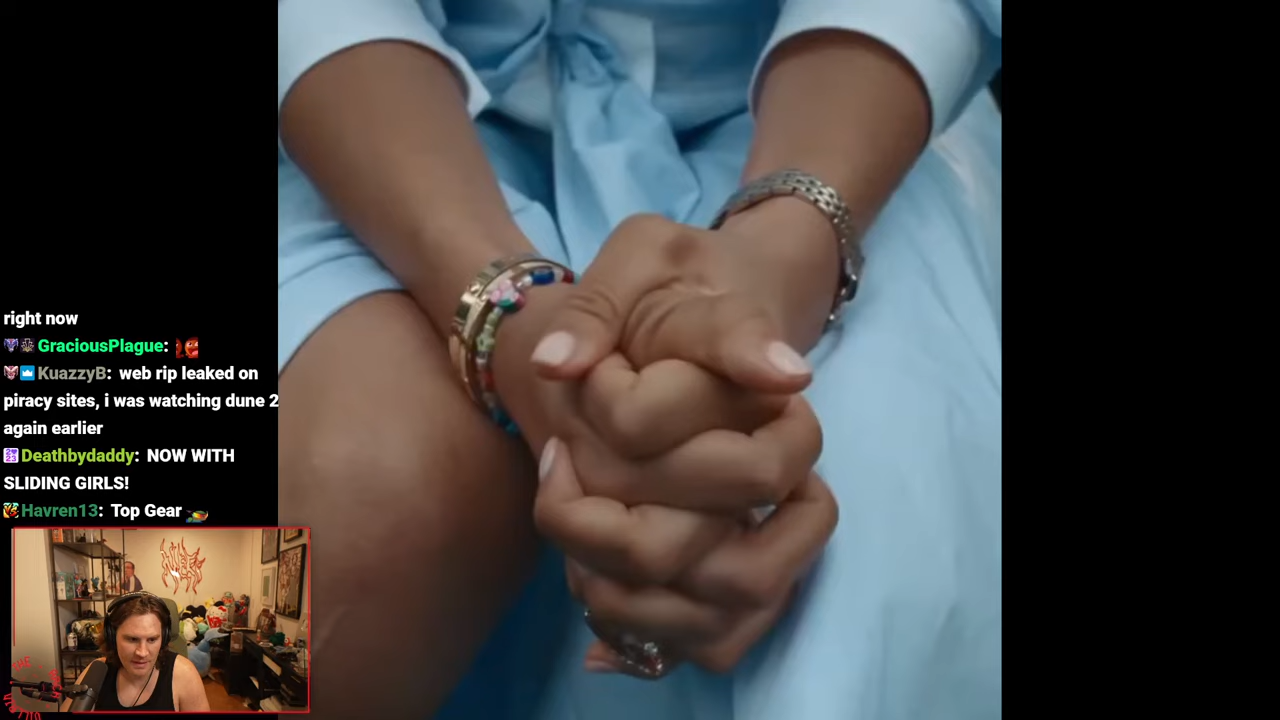 right now
GraciousPlague:
KuazzyB: web rip leaked on
piracy sites, i was watching dune 2
again earlier
Deathbydaddy: NOW WITH
SLIDING GIRLS!
Havren13: Top Gear
THE